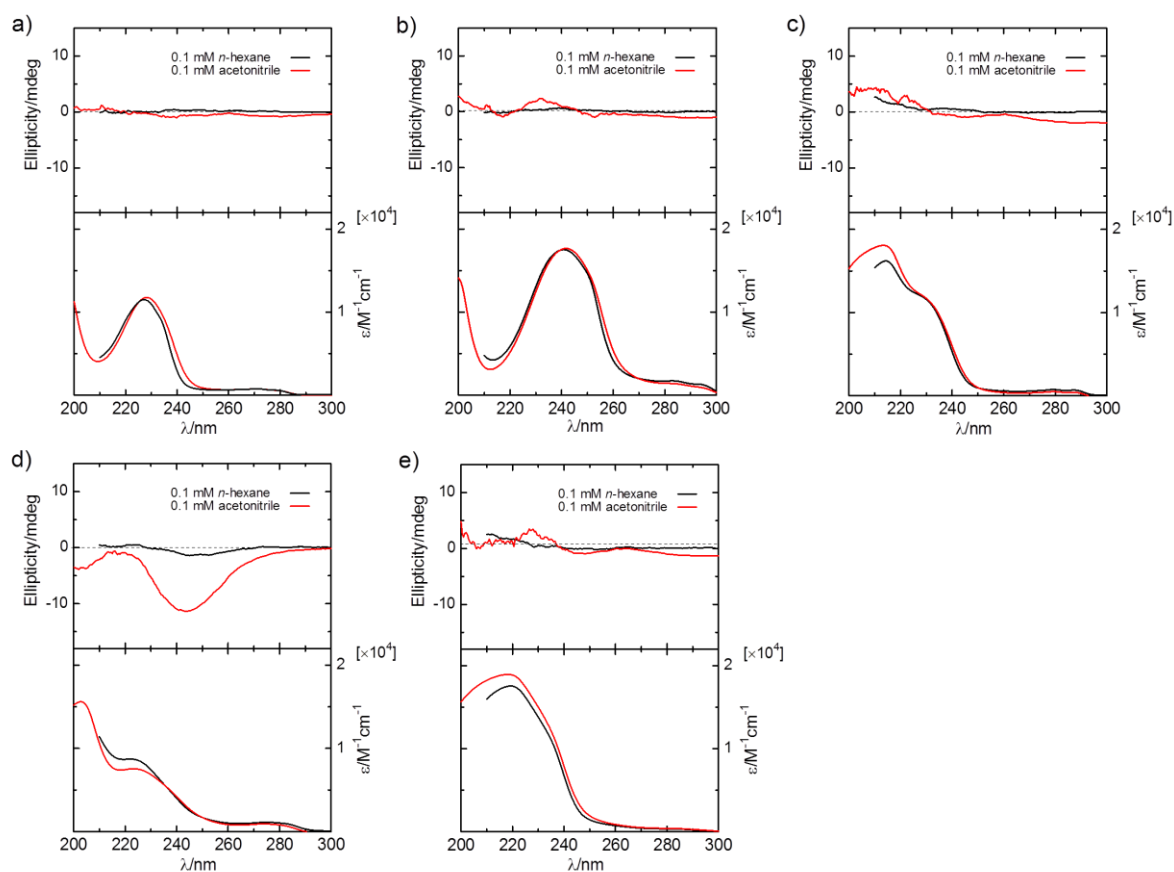 a)
15
10
0
-10
Ellipticity/mdeg
0.1 mM n-hexane
0.1 mM acetonitrile
[×10⁴]
2
1
0
ε/M⁻¹cm⁻¹
200 220 240 260 280 300
λ/nm
b)
10
0
-10
Ellipticity/mdeg
0.1 mM n-hexane
0.1 mM acetonitrile
[×10⁴]
2
1
0
ε/M⁻¹cm⁻¹
200 220 240 260 280 300
λ/nm
c)
10
0
-10
Ellipticity/mdeg
0.1 mM n-hexane
0.1 mM acetonitrile
[×10⁴]
2
1
0
ε/M⁻¹cm⁻¹
200 220 240 260 280 300
λ/nm
d)
10
0
-10
Ellipticity/mdeg
0.1 mM n-hexane
0.1 mM acetonitrile
[×10⁴]
2
1
0
ε/M⁻¹cm⁻¹
200 220 240 260 280 300
λ/nm
e)
10
0
-10
Ellipticity/mdeg
0.1 mM n-hexane
0.1 mM acetonitrile
[×10⁴]
2
1
0
ε/M⁻¹cm⁻¹
200 220 240 260 280 300
λ/nm